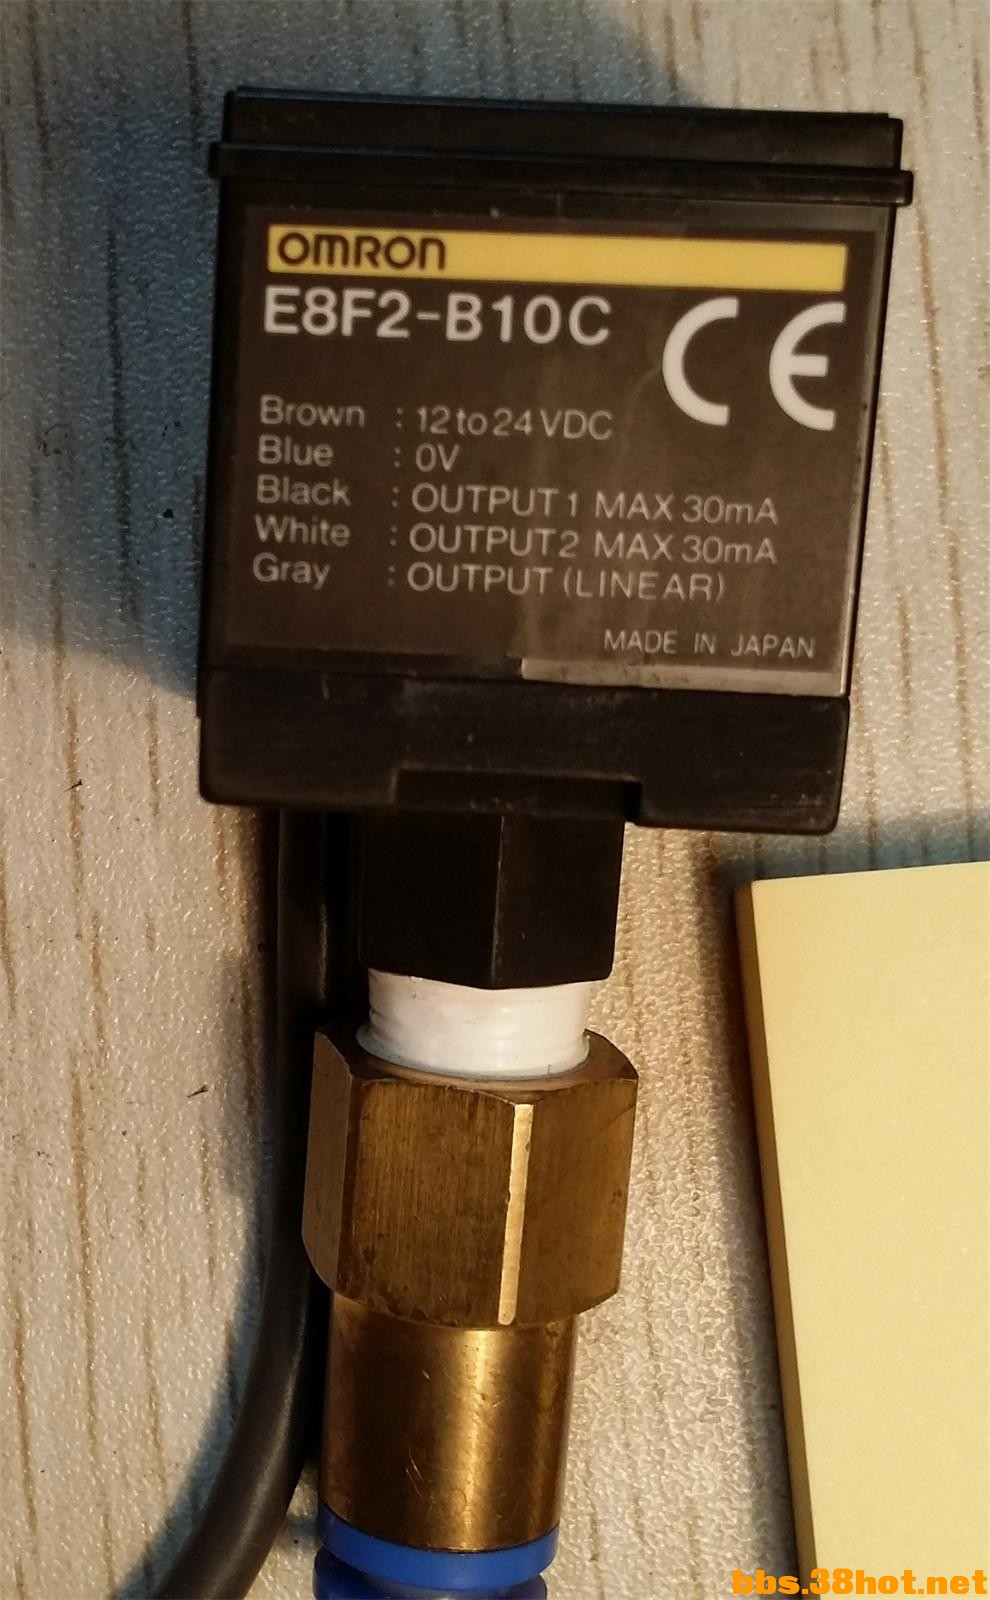 OMRON
E8F2-B10C CE
Brown : 12 to 24 VDC
Blue : 0V
Black : OUTPUT 1 MAX 30mA
White : OUTPUT 2 MAX 30mA
Gray : OUTPUT (LINEAR)
MADE IN JAPAN
bbs.38hot.net